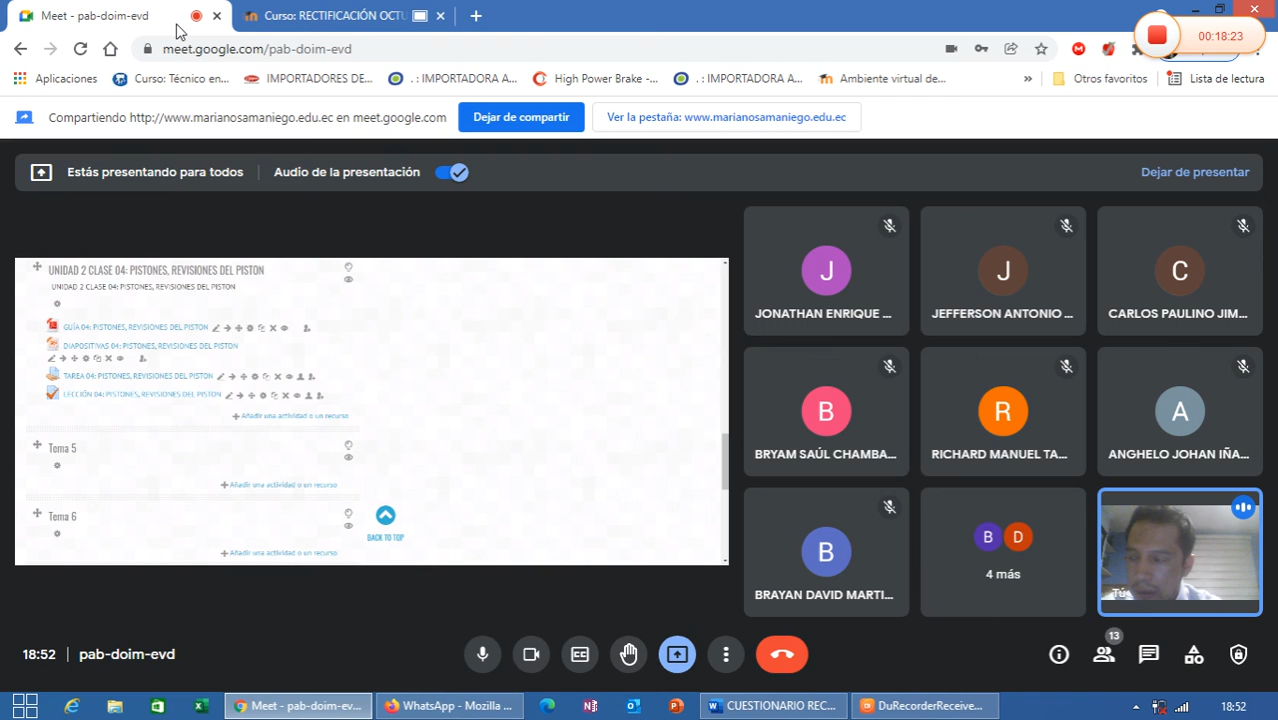 Meet - pab-doim-evd
Curso: RECTIFICACIÓN OCTU
00:18:23
meet.google.com/pab-doim-evd
Aplicaciones
Curso: Técnico en...
IMPORTADORES DE...
. : IMPORTADORA A...
High Power Brake -...
. : IMPORTADORA A...
Ambiente virtual de...
»
Otros favoritos
Lista de lectura
Compartiendo http://www.marianosamaniego.edu.ec en meet.google.com
Dejar de compartir
Ver la pestaña: www.marianosamaniego.edu.ec
Estás presentando para todos
Audio de la presentación
Dejar de presentar
UNIDAD 2 CLASE 04: PISTONES, REVISIONES DEL PISTON
UNIDAD 2 CLASE 04: PISTONES, REVISIONES DEL PISTON
GUÍA 04: PISTONES, REVISIONES DEL PISTON
DIAPOSITIVAS 04: PISTONES, REVISIONES DEL PISTON
TAREA 04: PISTONES, REVISIONES DEL PISTON
LECCIÓN 04: PISTONES, REVISIONES DEL PISTON
Añadir una actividad o un recurso
Tema 5
Añadir una actividad o un recurso
Tema 6
BACK TO TOP
Añadir una actividad o un recurso
J
JONATHAN ENRIQUE ...
J
JEFFERSON ANTONIO ...
C
CARLOS PAULINO JIM...
B
BRYAM SAÚL CHAMBA...
R
RICHARD MANUEL TA...
A
ANGHELO JOHAN IÑA...
B
BRAYAN DAVID MARTI...
B D
4 más
Tú
18:52
pab-doim-evd
13
Meet - pab-doim-ev...
WhatsApp - Mozilla ...
CUESTIONARIO REC...
DuRecorderReceive...
18:52